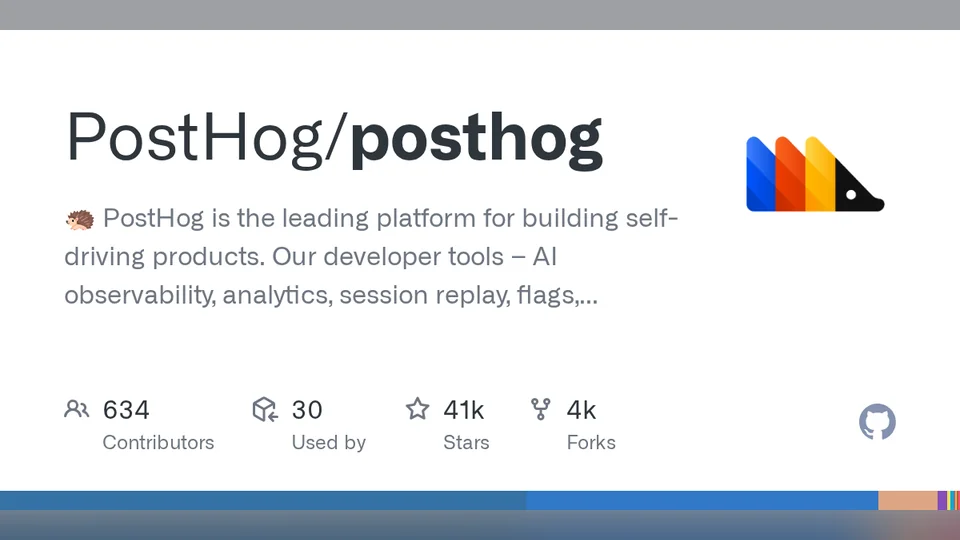 PostHog/posthog
🦔 PostHog is the leading platform for building self-
driving products. Our developer tools – AI
observability, analytics, session replay, flags,...
634
Contributors
30
Used by
41k
Stars
4k
Forks